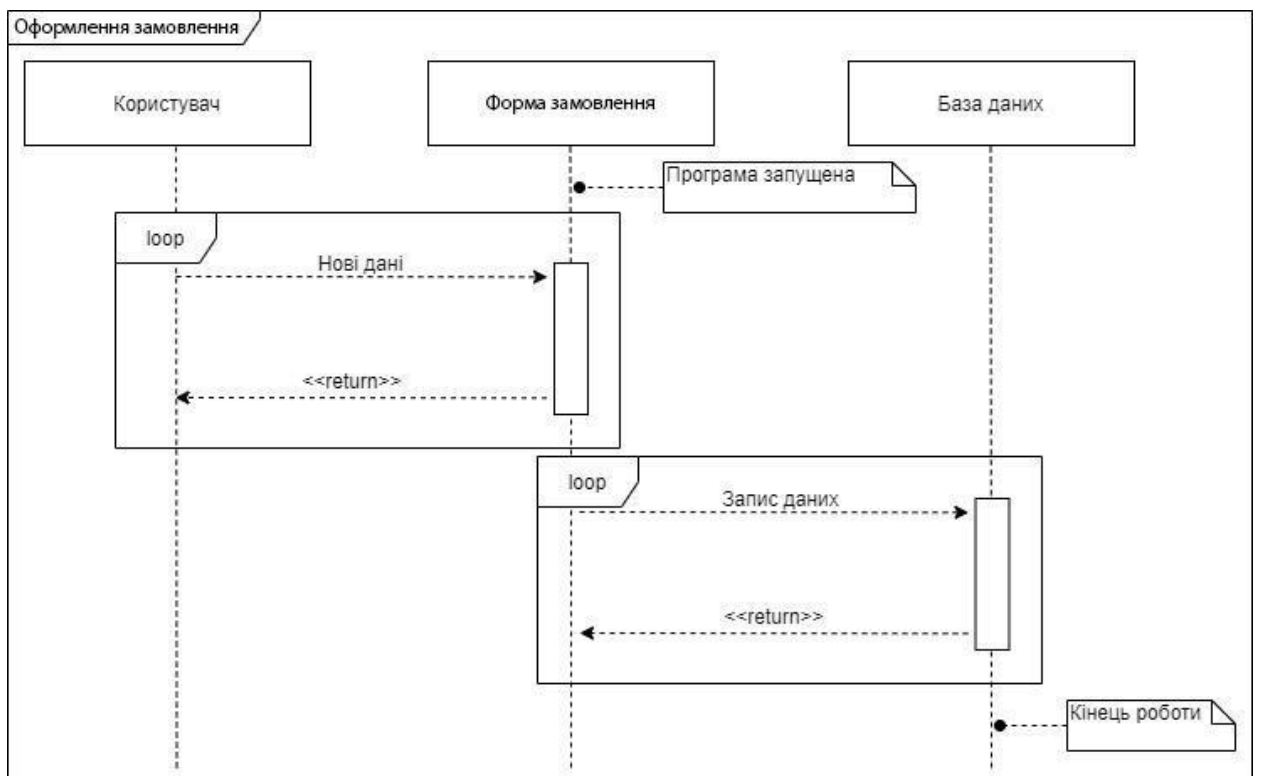 Оформлення замовлення
Користувач
Форма замовлення
База даних
Програма запущена
loop
Нові дані
<<return>>
loop
Запис даних
<<return>>
Кінець роботи